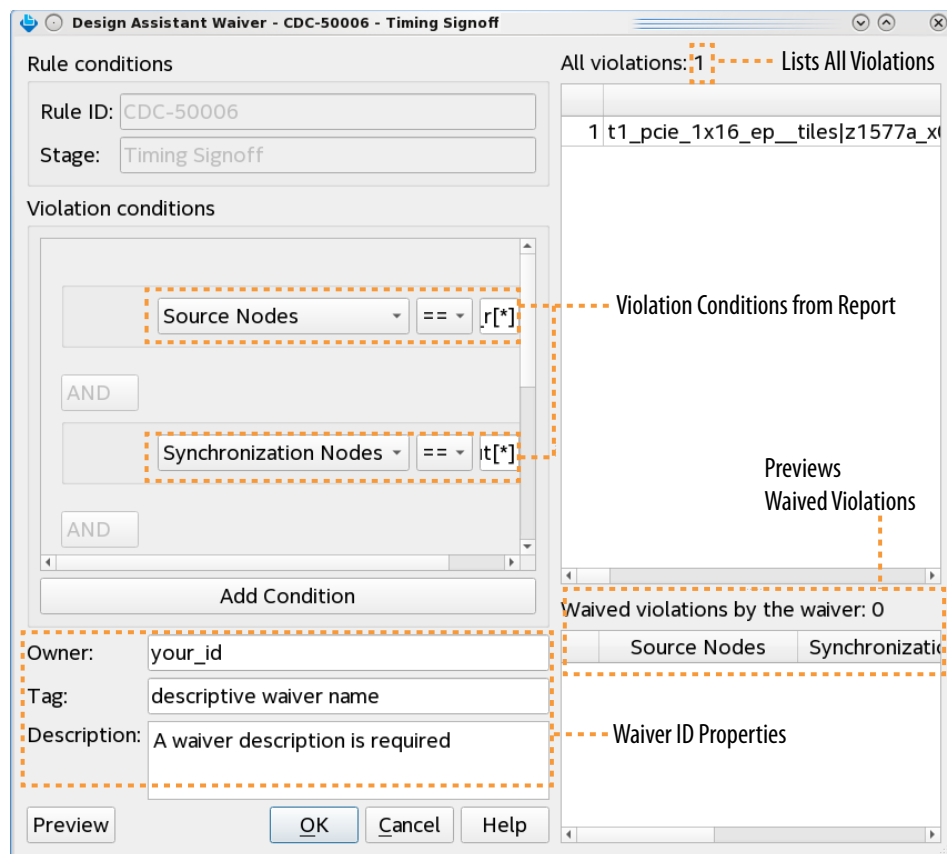 Design Assistant Waiver - CDC-50006 - Timing Signoff
Rule conditions
Rule ID: CDC-50006
Stage: Timing Signoff
Violation conditions
Source Nodes == _r[*]
AND
Synchronization Nodes == t[*]
AND
Add Condition
Owner: your_id
Tag: descriptive waiver name
Description: A waiver description is required
Preview OK Cancel Help
All violations: 1
Lists All Violations
1 t1_pcie_1x16_ep__tiles|z1577a_x
Violation Conditions from Report
Previews
Waived Violations
Waived violations by the waiver: 0
Source Nodes Synchronizatio
Waiver ID Properties